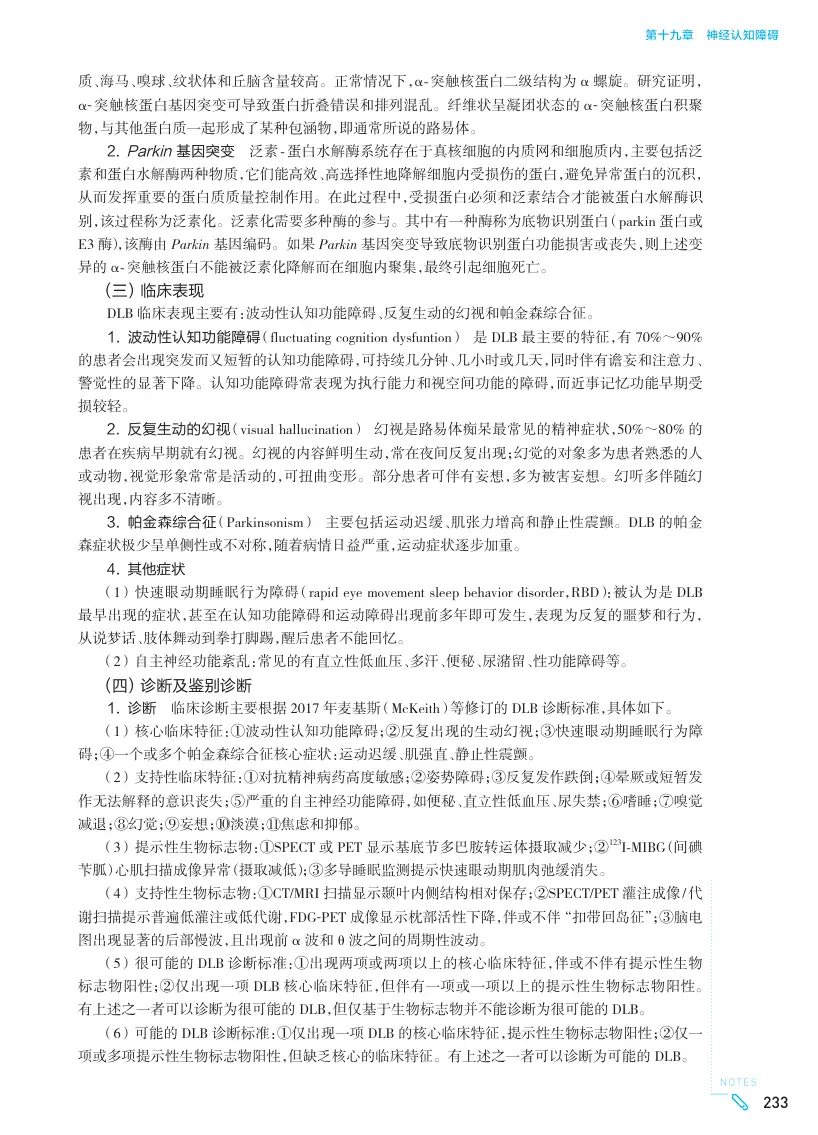 第十九章 神经认知障碍
质、海马、嗅球、纹状体和丘脑含量较高。正常情况下,α-突触核蛋白二级结构为 α 螺旋。研究证明,
α-突触核蛋白基因突变可导致蛋白折叠错误和排列混乱。纤维状呈凝团状态的 α-突触核蛋白积聚
物,与其他蛋白质一起形成了某种包涵物,即通常所说的路易体。
2. Parkin 基因突变 泛素-蛋白水解酶系统存在于真核细胞的内质网和细胞质内,主要包括泛
素和蛋白水解酶两种物质,它们能高效、高选择性地降解细胞内受损伤的蛋白,避免异常蛋白的沉积,
从而发挥重要的蛋白质质量控制作用。在此过程中,受损蛋白必须和泛素结合才能被蛋白水解酶识
别,该过程称为泛素化。泛素化需要多种酶的参与。其中有一种酶称为底物识别蛋白(parkin 蛋白或
E3 酶),该酶由 Parkin 基因编码。如果 Parkin 基因突变导致底物识别蛋白功能损害或丧失,则上述变
异的 α-突触核蛋白不能被泛素化降解而在细胞内聚集,最终引起细胞死亡。
(三)临床表现
DLB 临床表现主要有:波动性认知功能障碍、反复生动的幻视和帕金森综合征。
1. 波动性认知功能障碍(fluctuating cognition dysfuntion) 是 DLB 最主要的特征,有 70%~90%
的患者会出现突发而又短暂的认知功能障碍,可持续几分钟、几小时或几天,同时伴有谵妄和注意力、
警觉性的显著下降。认知功能障碍常表现为执行能力和视空间功能的障碍,而近事记忆功能早期受
损较轻。
2. 反复生动的幻视(visual hallucination) 幻视是路易体痴呆最常见的精神症状,50%~80% 的
患者在疾病早期就有幻视。幻视的内容鲜明生动,常在夜间反复出现;幻觉的对象多为患者熟悉的人
或动物,视觉形象常常是活动的,可扭曲变形。部分患者可伴有妄想,多为被害妄想。幻听多伴随幻
视出现,内容多不清晰。
3. 帕金森综合征(Parkinsonism) 主要包括运动迟缓、肌张力增高和静止性震颤。DLB 的帕金
森症状极少呈单侧性或不对称,随着病情日益严重,运动症状逐步加重。
4. 其他症状
(1)快速眼动期睡眠行为障碍(rapid eye movement sleep behavior disorder,RBD):被认为是 DLB
最早出现的症状,甚至在认知功能障碍和运动障碍出现前多年即可发生,表现为反复的噩梦和行为,
从说梦话、肢体舞动到拳打脚踢,醒后患者不能回忆。
(2)自主神经功能紊乱:常见的有直立性低血压、多汗、便秘、尿潴留、性功能障碍等。
(四)诊断及鉴别诊断
1. 诊断 临床诊断主要根据 2017 年麦基斯(McKeith)等修订的 DLB 诊断标准,具体如下。
(1)核心临床特征:①波动性认知功能障碍;②反复出现的生动幻视;③快速眼动期睡眠行为障
碍;④一个或多个帕金森综合征核心症状:运动迟缓、肌强直、静止性震颤。
(2)支持性临床特征:①对抗精神病药高度敏感;②姿势障碍;③反复发作跌倒;④晕厥或短暂发
作无法解释的意识丧失;⑤严重的自主神经功能障碍,如便秘、直立性低血压、尿失禁;⑥嗜睡;⑦嗅觉
减退;⑧幻觉;⑨妄想;⑩淡漠;⑪焦虑和抑郁。
(3)提示性生物标志物:①SPECT 或 PET 显示基底节多巴胺转运体摄取减少;②¹²³I-MIBG(间碘
苄胍)心肌扫描成像异常(摄取减低);③多导睡眠监测提示快速眼动期肌肉弛缓消失。
(4)支持性生物标志物:①CT/MRI 扫描显示颞叶内侧结构相对保存;②SPECT/PET 灌注成像/代
谢扫描提示普遍低灌注或低代谢,FDG-PET 成像显示枕部活性下降,伴或不伴“扣带回岛征”;③脑电
图出现显著的后部慢波,且出现前 α 波和 θ 波之间的周期性波动。
(5)很可能的 DLB 诊断标准:①出现两项或两项以上的核心临床特征,伴或不伴有提示性生物
标志物阳性;②仅出现一项 DLB 核心临床特征,但伴有一项或一项以上的提示性生物标志物阳性。
有上述之一者可以诊断为很可能的 DLB,但仅基于生物标志物并不能诊断为很可能的 DLB。
(6)可能的 DLB 诊断标准:①仅出现一项 DLB 的核心临床特征,提示性生物标志物阳性;②仅一
项或多项提示性生物标志物阳性,但缺乏核心的临床特征。有上述之一者可以诊断为可能的 DLB。
NOTES
233